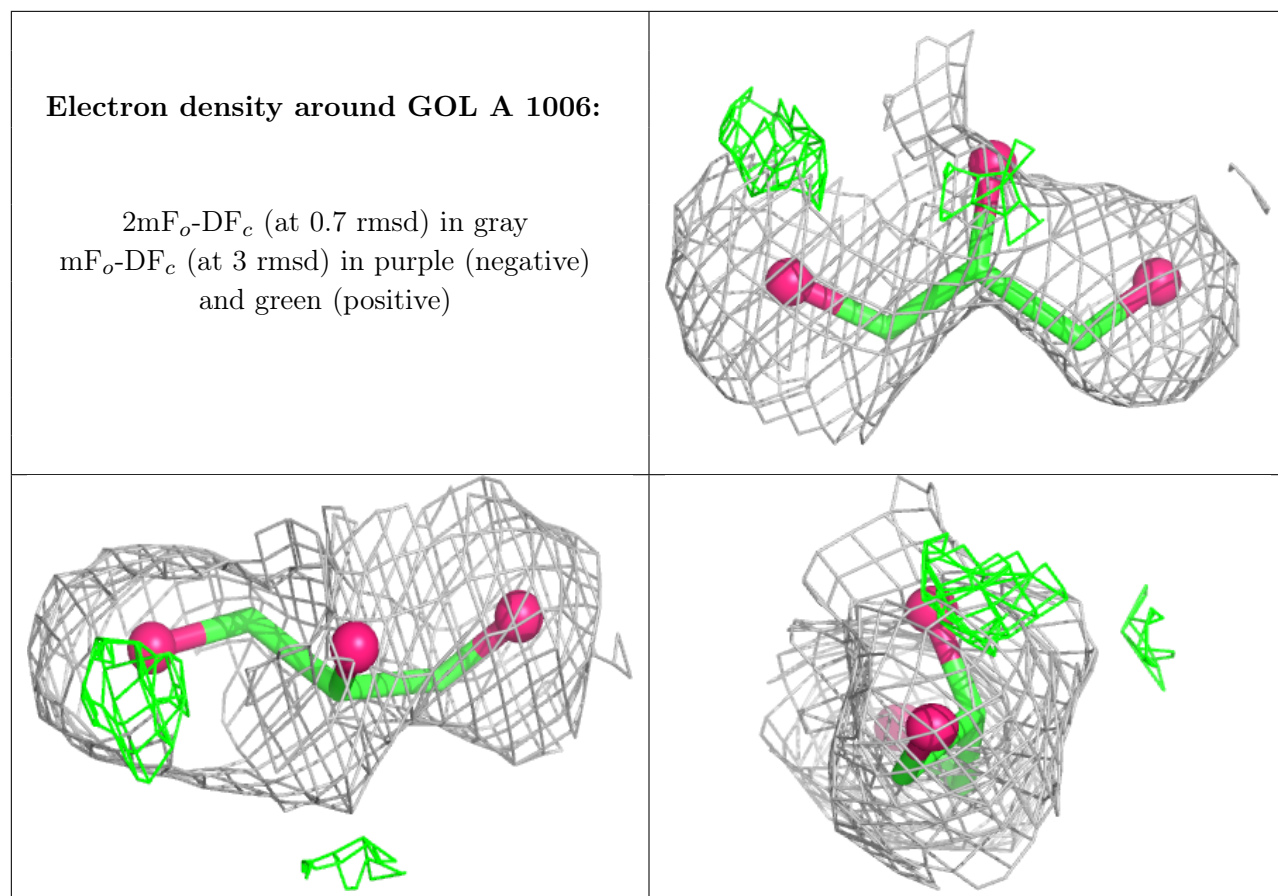 Electron density around GOL A 1006:
2mFo-DFc (at 0.7 rmsd) in gray
mFo-DFc (at 3 rmsd) in purple (negative)
and green (positive)